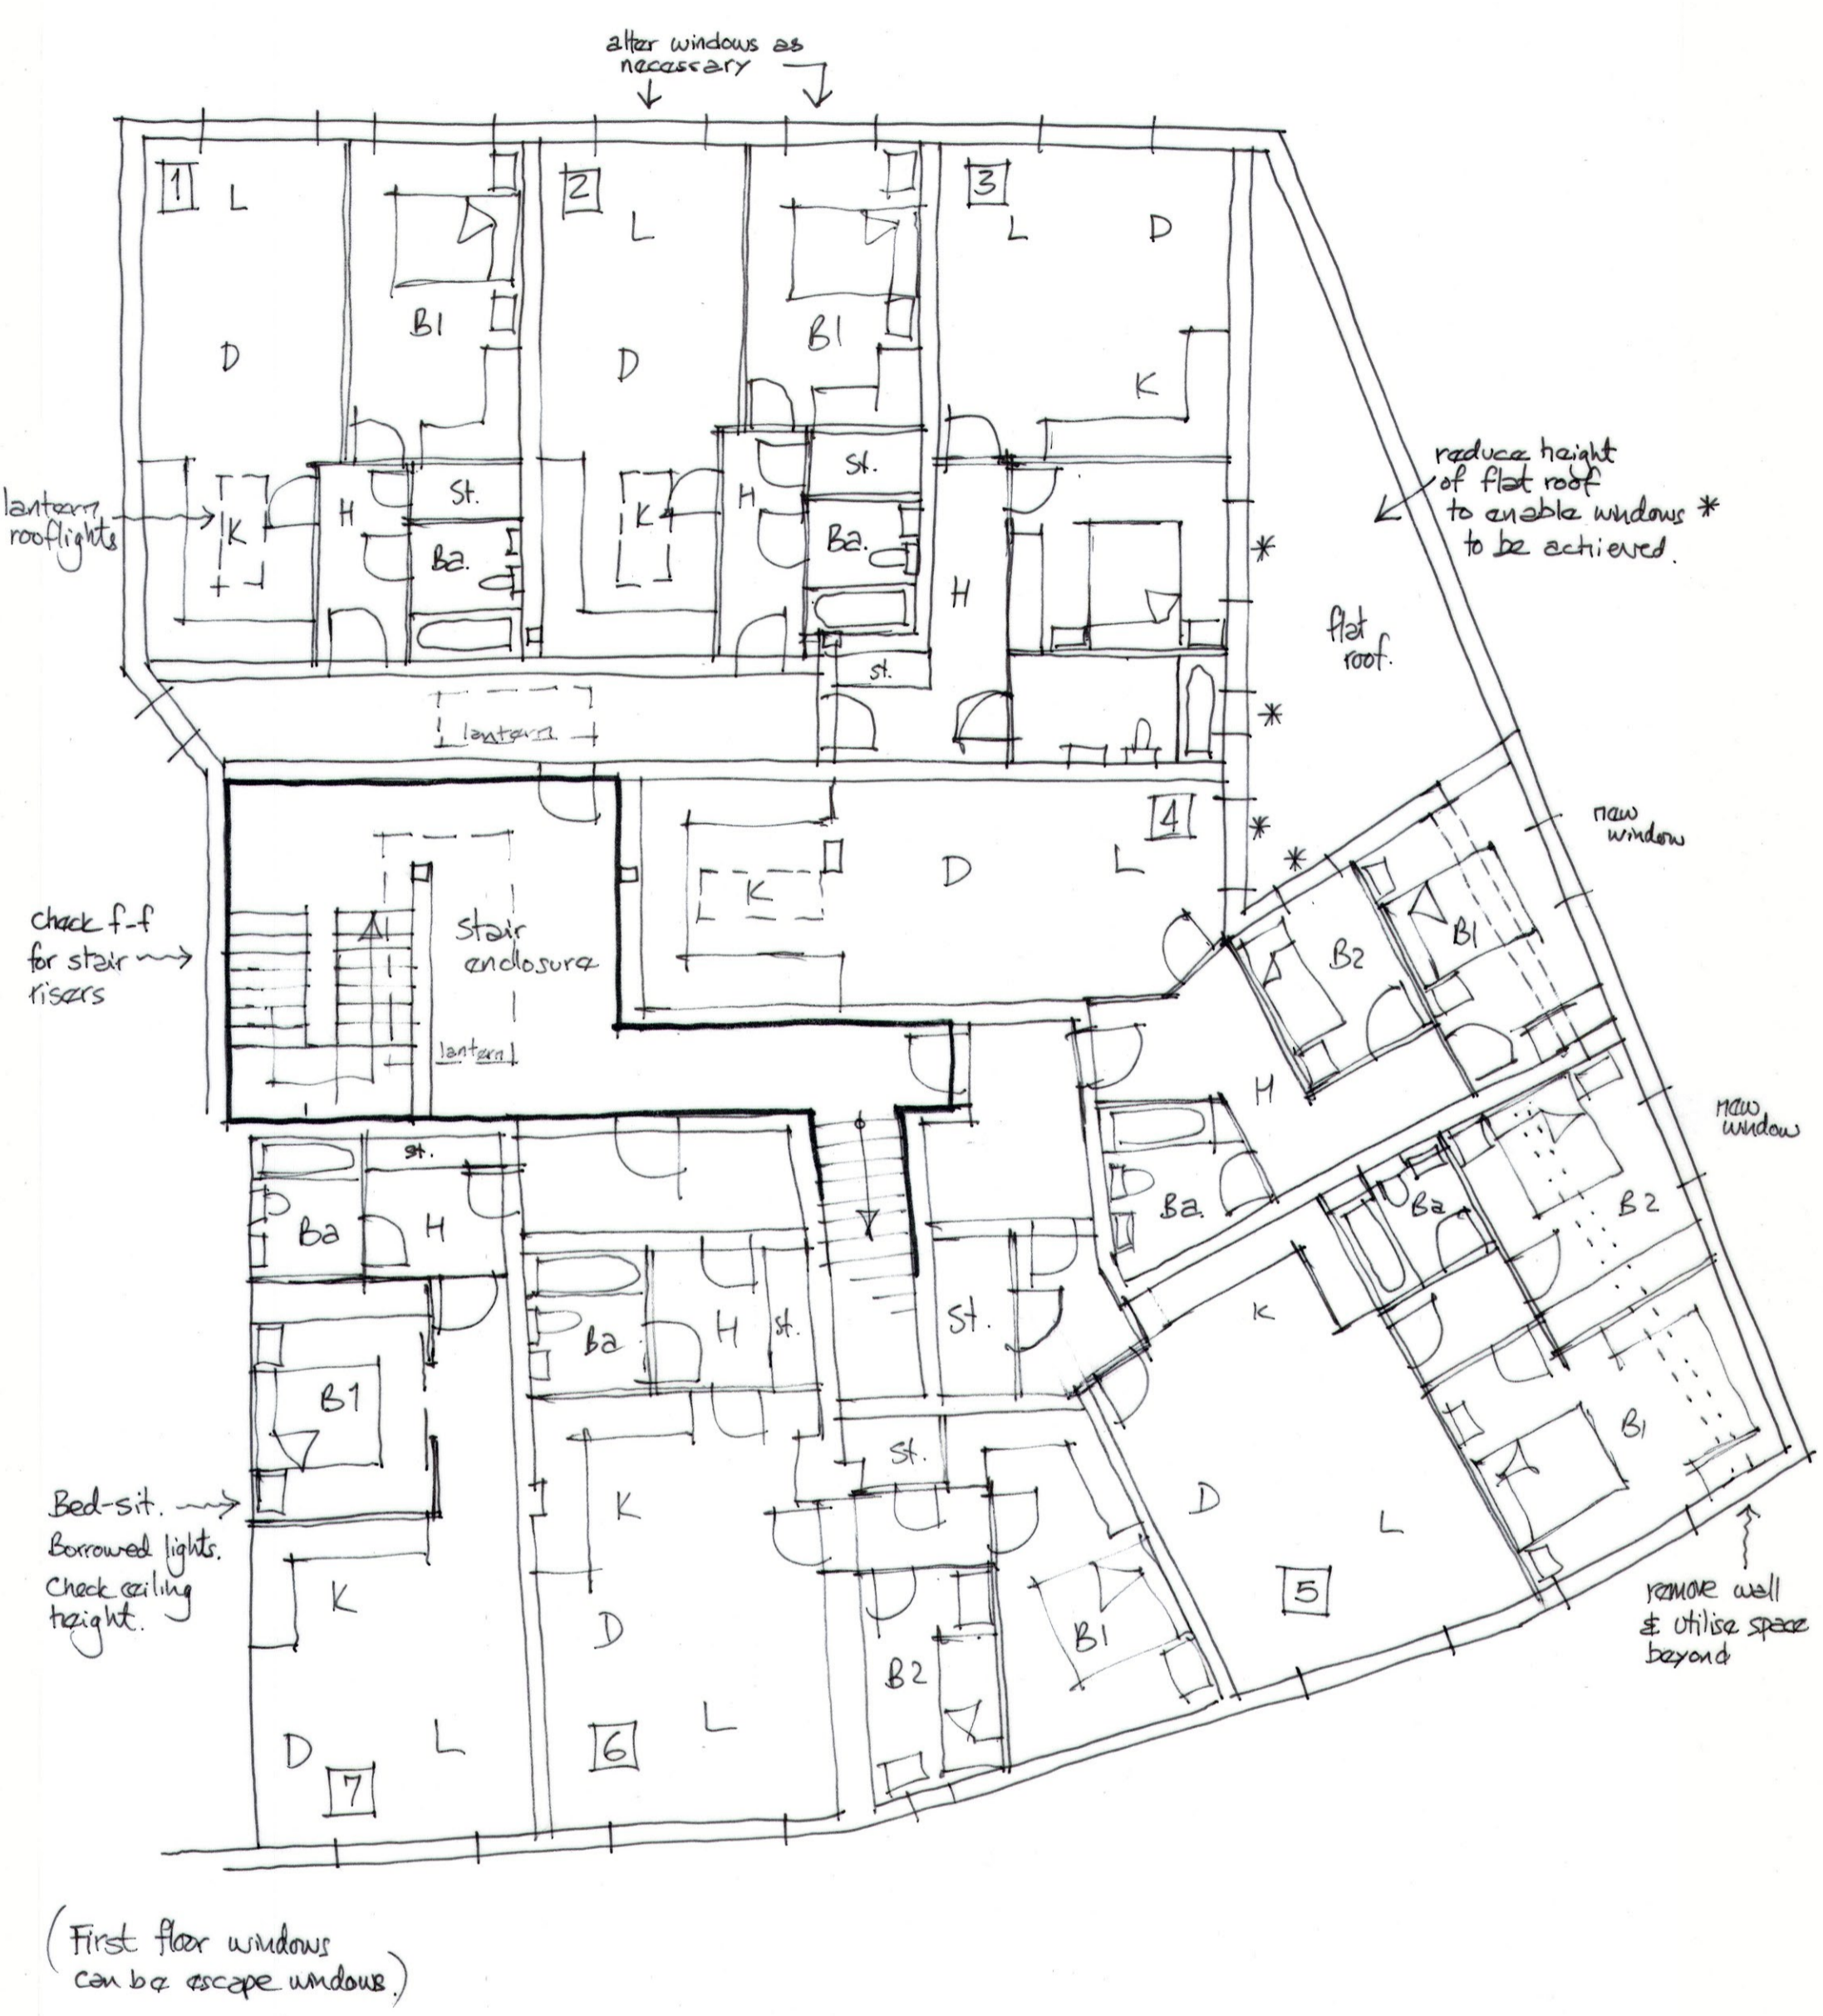 alter windows as
necessary
1
L
2
L
3
L
D
B1
B1
D
D
K
lantern
rooflights
K
H
St.
Ba.
K
H
St.
Ba.
H
reduce height
of flat roof
to enable windows *
to be achieved.
*
flat
roof.
St.
*
lantern
4
*
*
K
D
L
new
window
check f-f
for stair
risers
stair
enclosure
lantern
B2
B1
H
new
window
St.
Ba
H
Ba.
Ba
B2
Ba
H
St.
St.
K
B1
B1
Bed-sit.
Borrowed lights.
Check ceiling
height.
K
K
St.
D
L
5
remove wall
& utilise space
beyond
D
B2
B1
D
L
7
6
L
(First floor windows
can be escape windows.)